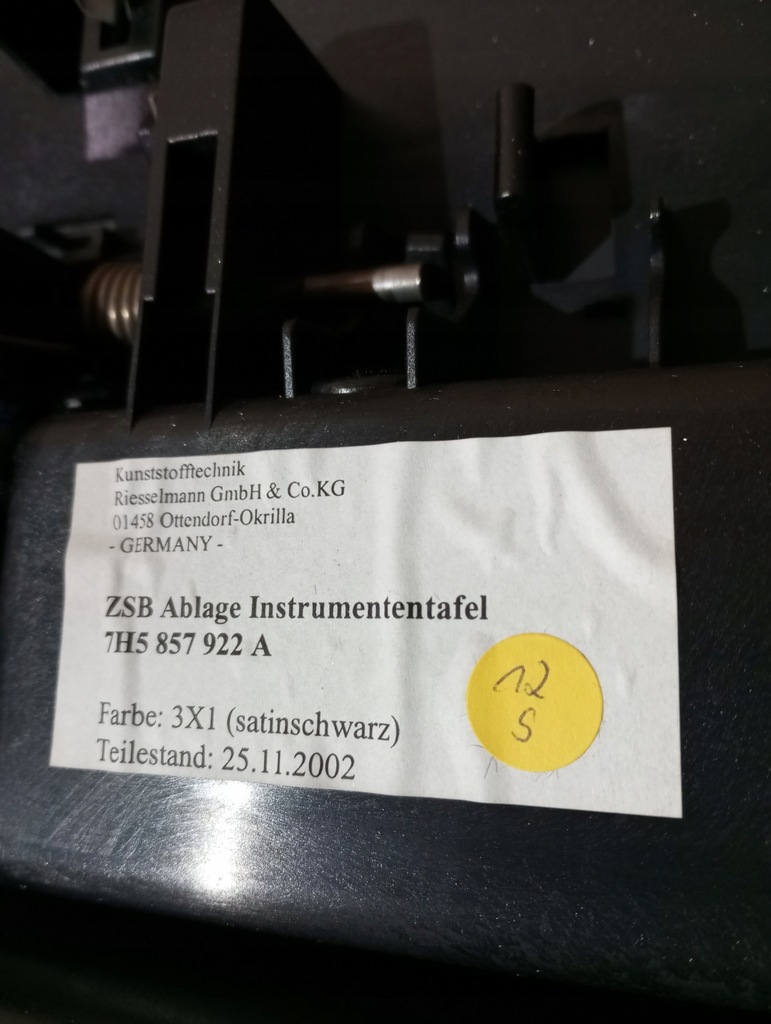 Kunststofftechnik
Riesselmann GmbH & Co.KG
01458 Ottendorf-Okrilla
- GERMANY -
ZSB Ablage Instrumententafel
7H5 857 922 A
Farbe: 3X1 (satinschwarz)
Teilestand: 25.11.2002
12
S